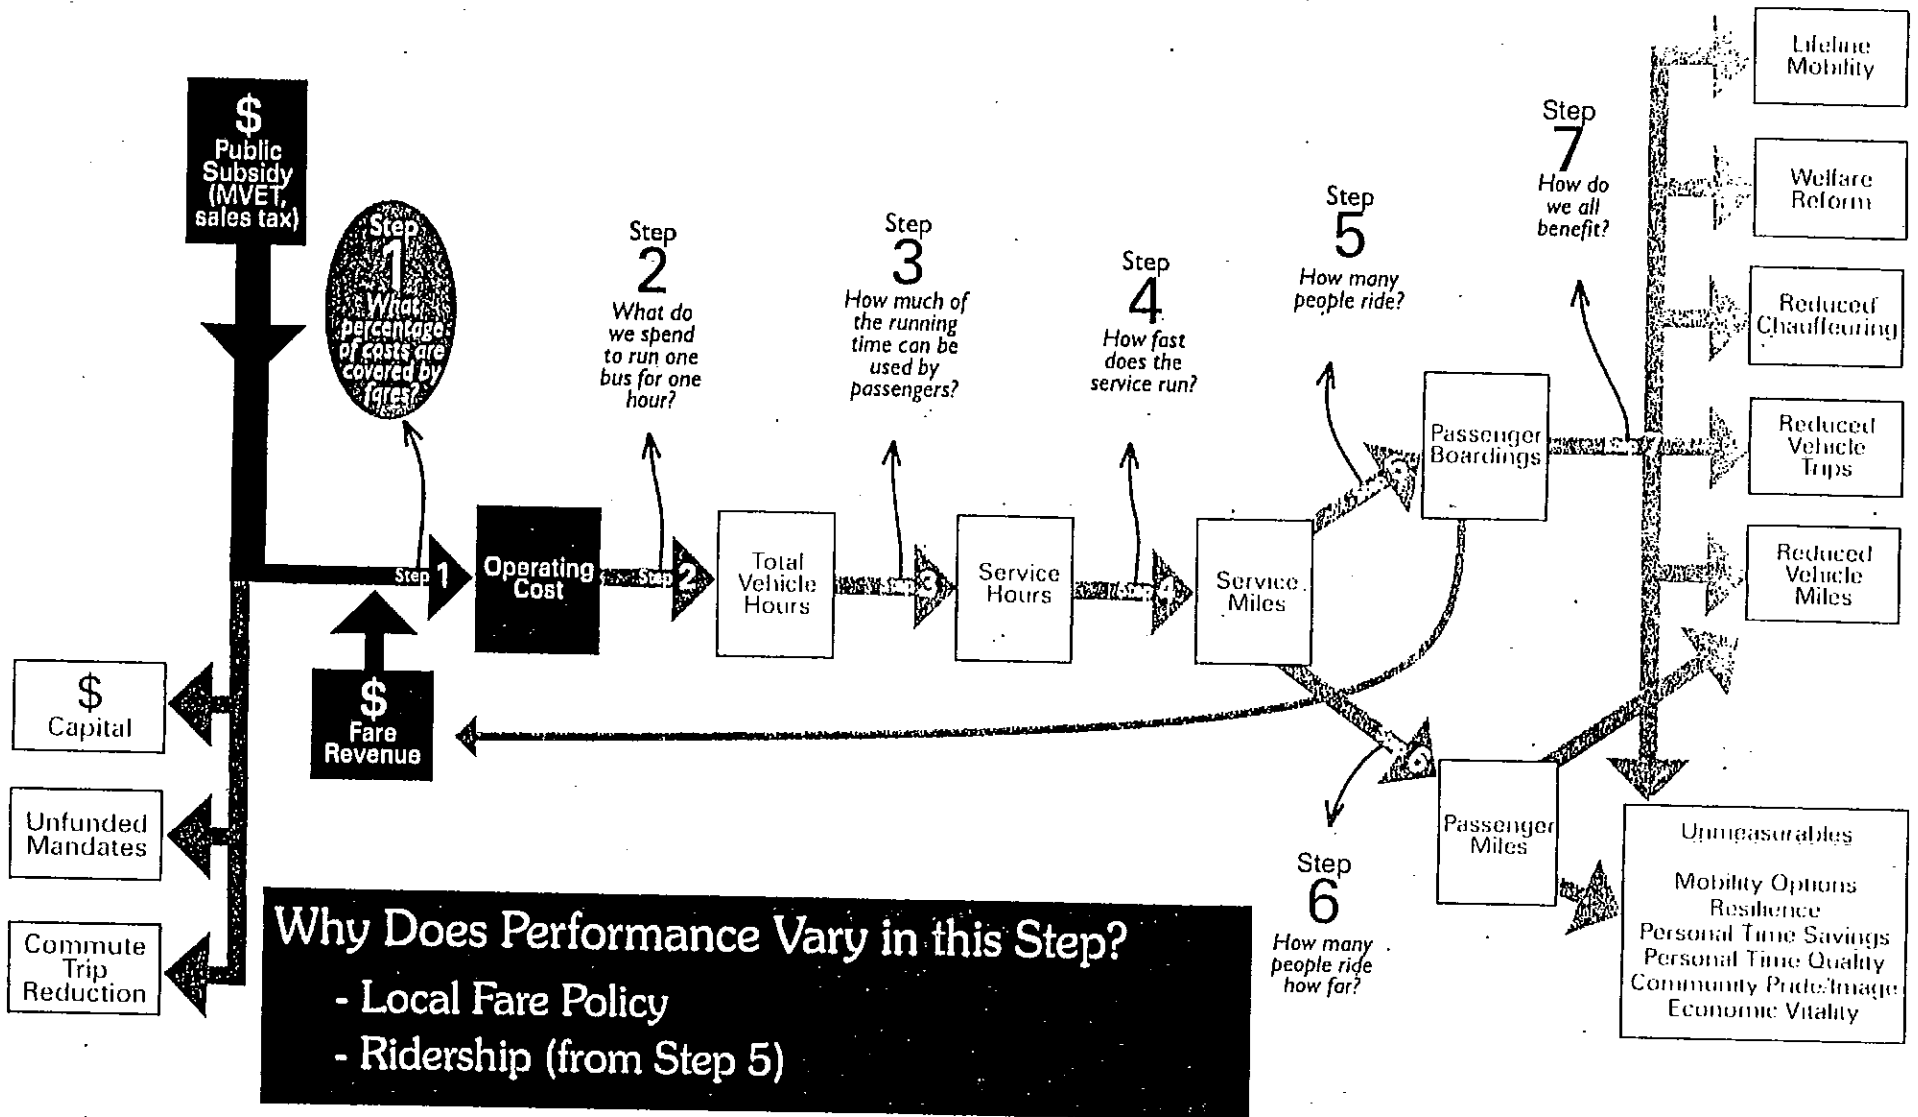 $
Public
Subsidy
(MVET,
sales tax)
Step
1
What
percentage
of costs are
covered by
fares?
Step
2
What do
we spend
to run one
bus for one
hour?
Step
3
How much of
the running
time can be
used by
passengers?
Step
4
How fast
does the
service run?
Step
5
How many
people ride?
Step
7
How do
we all
benefit?
Lifeline
Mobility
Welfare
Reform
Reduced
Chauffeuring
Reduced
Vehicle
Trips
Reduced
Vehicle
Miles
Step 1
Operating
Cost
Step 2
Total
Vehicle
Hours
3
Service
Hours
4
Service
Miles
Passenger
Boardings
$
Capital
$
Fare
Revenue
Unfunded
Mandates
Commute
Trip
Reduction
6
Passenger
Miles
Step
6
How many
people ride
how far?
Unmeasurables
Mobility Options
Resilience
Personal Time Savings
Personal Time Quality
Community Pride/Image
Economic Vitality
Why Does Performance Vary in this Step?
- Local Fare Policy
- Ridership (from Step 5)